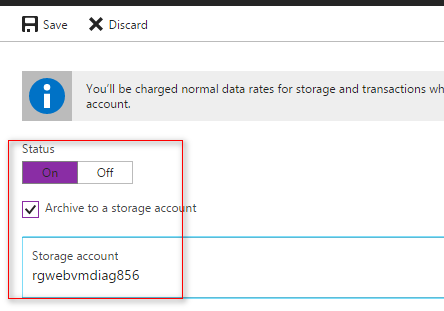 Save Discard
You'll be charged normal data rates for storage and transactions wh
account.
Status
On Off
Archive to a storage account
Storage account
rgwebvmdiag856